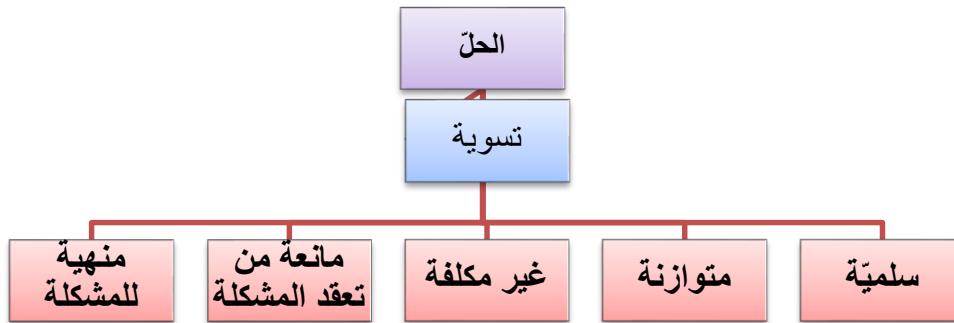 الحلّ
تسوية
سلميّة
متوازنة
غير مكلفة
مانعة من
تعقد المشكلة
منهية
للمشكلة